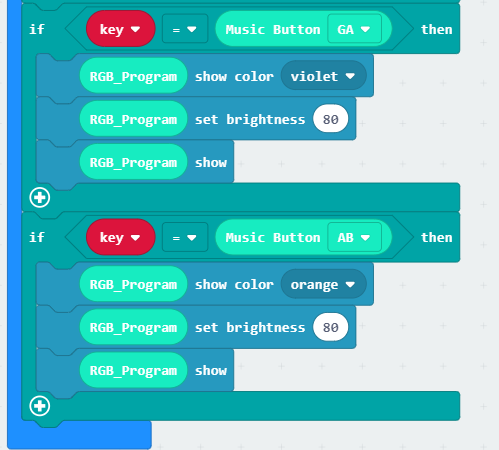 if key = Music Button GA then
RGB_Program show color violet
RGB_Program set brightness 80
RGB_Program show
if key = Music Button AB then
RGB_Program show color orange
RGB_Program set brightness 80
RGB_Program show